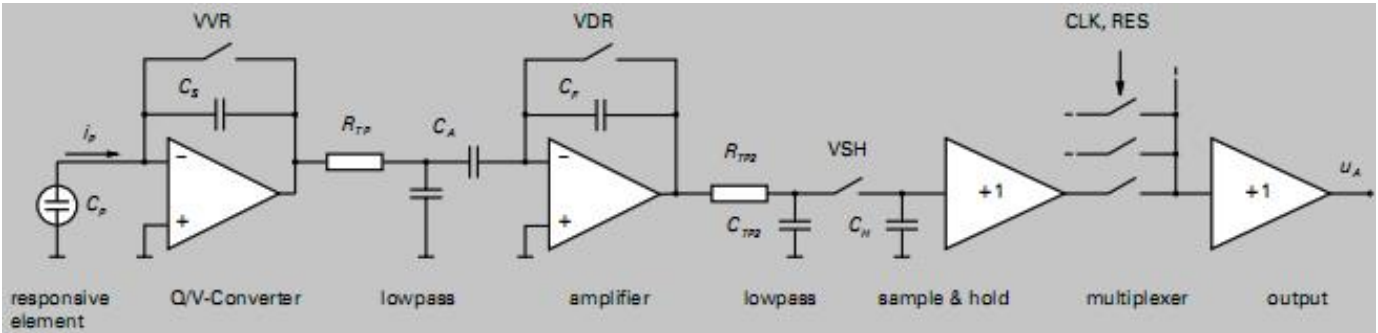 VVR
VDR
CLK, RES
C_S
C_F
i_P
R_TP
C_A
R_TP2
VSH
u_A
−
−
+1
+1
C_P
+
+
C_TP2
C_H
responsive element
Q/V-Converter
lowpass
amplifier
lowpass
sample & hold
multiplexer
output